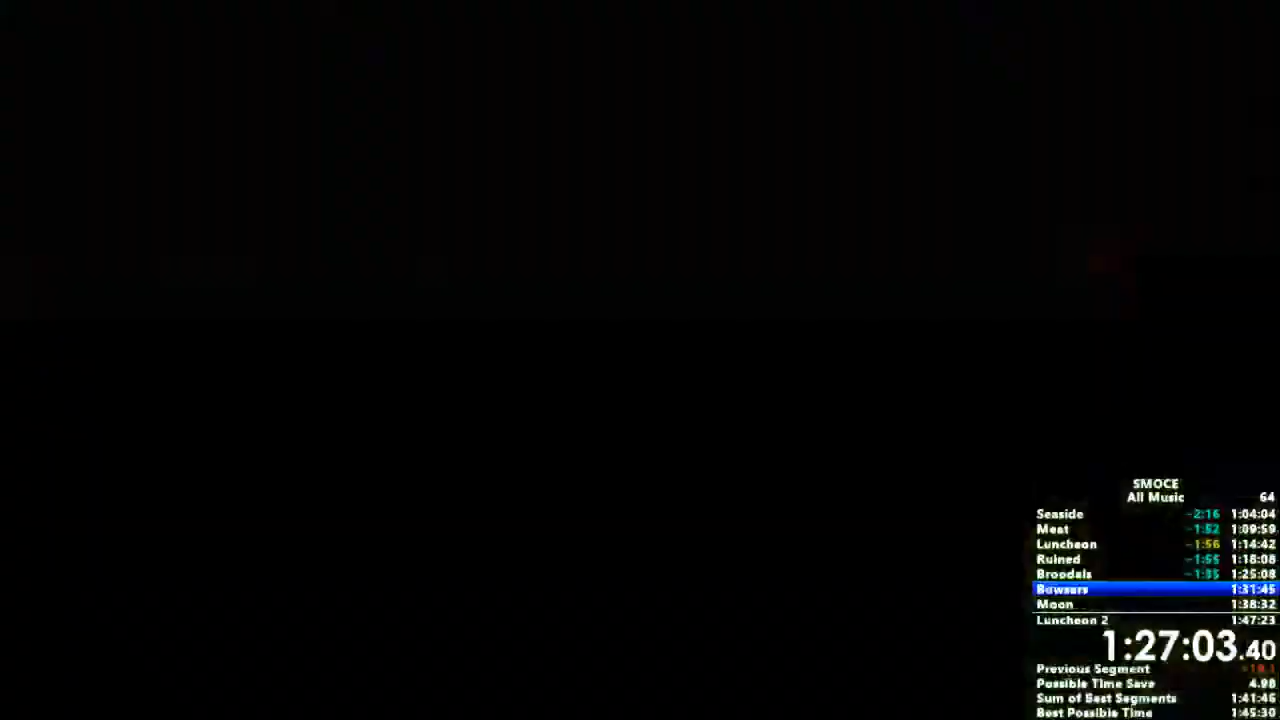 SMOCE
All Music 64
Seaside -2:16 1:04:04
Meat -1:52 1:09:59
Luncheon -1:56 1:14:42
Ruined -1:55 1:18:08
Broodals -1:35 1:25:08
Bowsers 1:31:45
Moon 1:38:32
Luncheon 2 1:47:23
1:27:03.40
Previous Segment
Possible Time Save 4.98
Sum of Best Segments 1:41:46
Best Possible Time 1:45:30